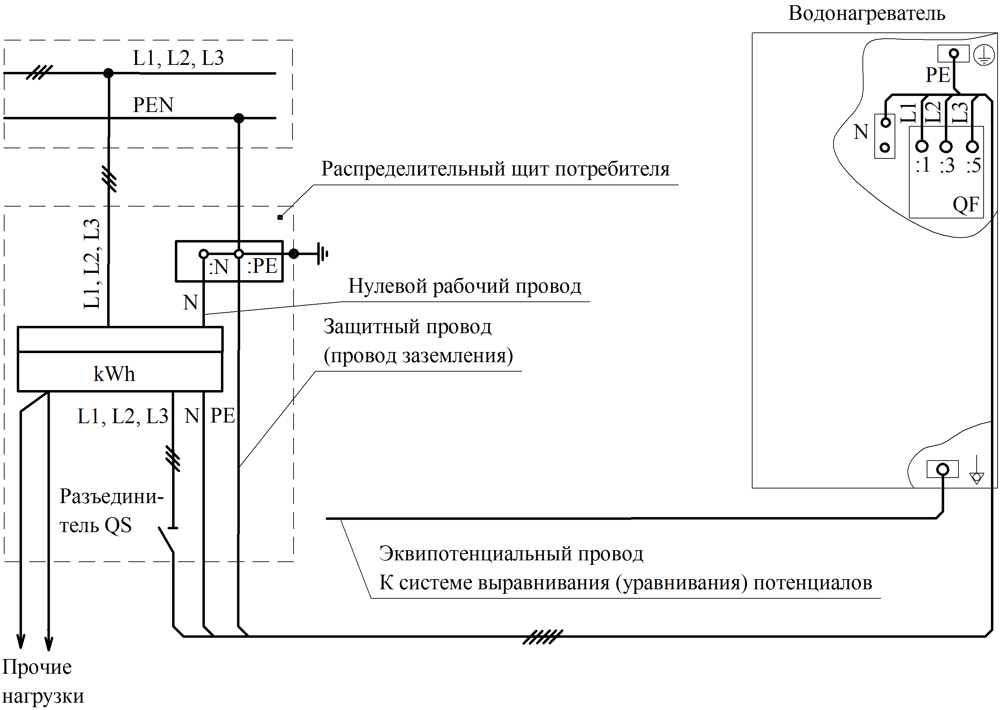 Водонагреватель
L1, L2, L3
PEN
PE
L1
L2
L3
N
:1
:3
:5
QF
Распределительный щит потребителя
L1, L2, L3
:N
:PE
N
Нулевой рабочий провод
Защитный провод
(провод заземления)
kWh
L1, L2, L3
N
PE
Разъедини-
тель QS
Эквипотенциальный провод
К системе выравнивания (уравнивания) потенциалов
Прочие
нагрузки